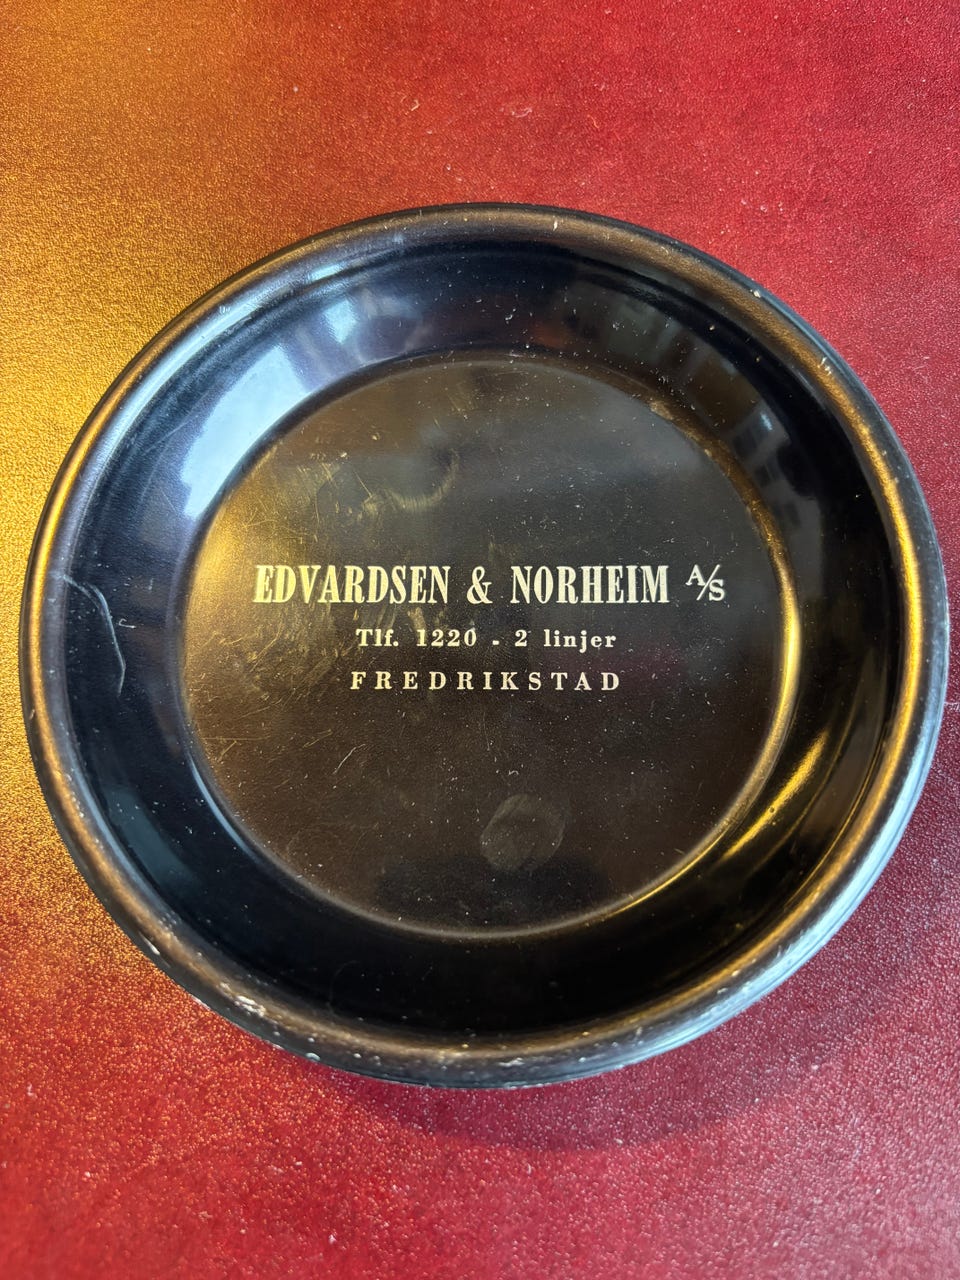 EDVARDSEN & NORHEIM A/S
Tlf. 1220 - 2 linjer
FREDRIKSTAD